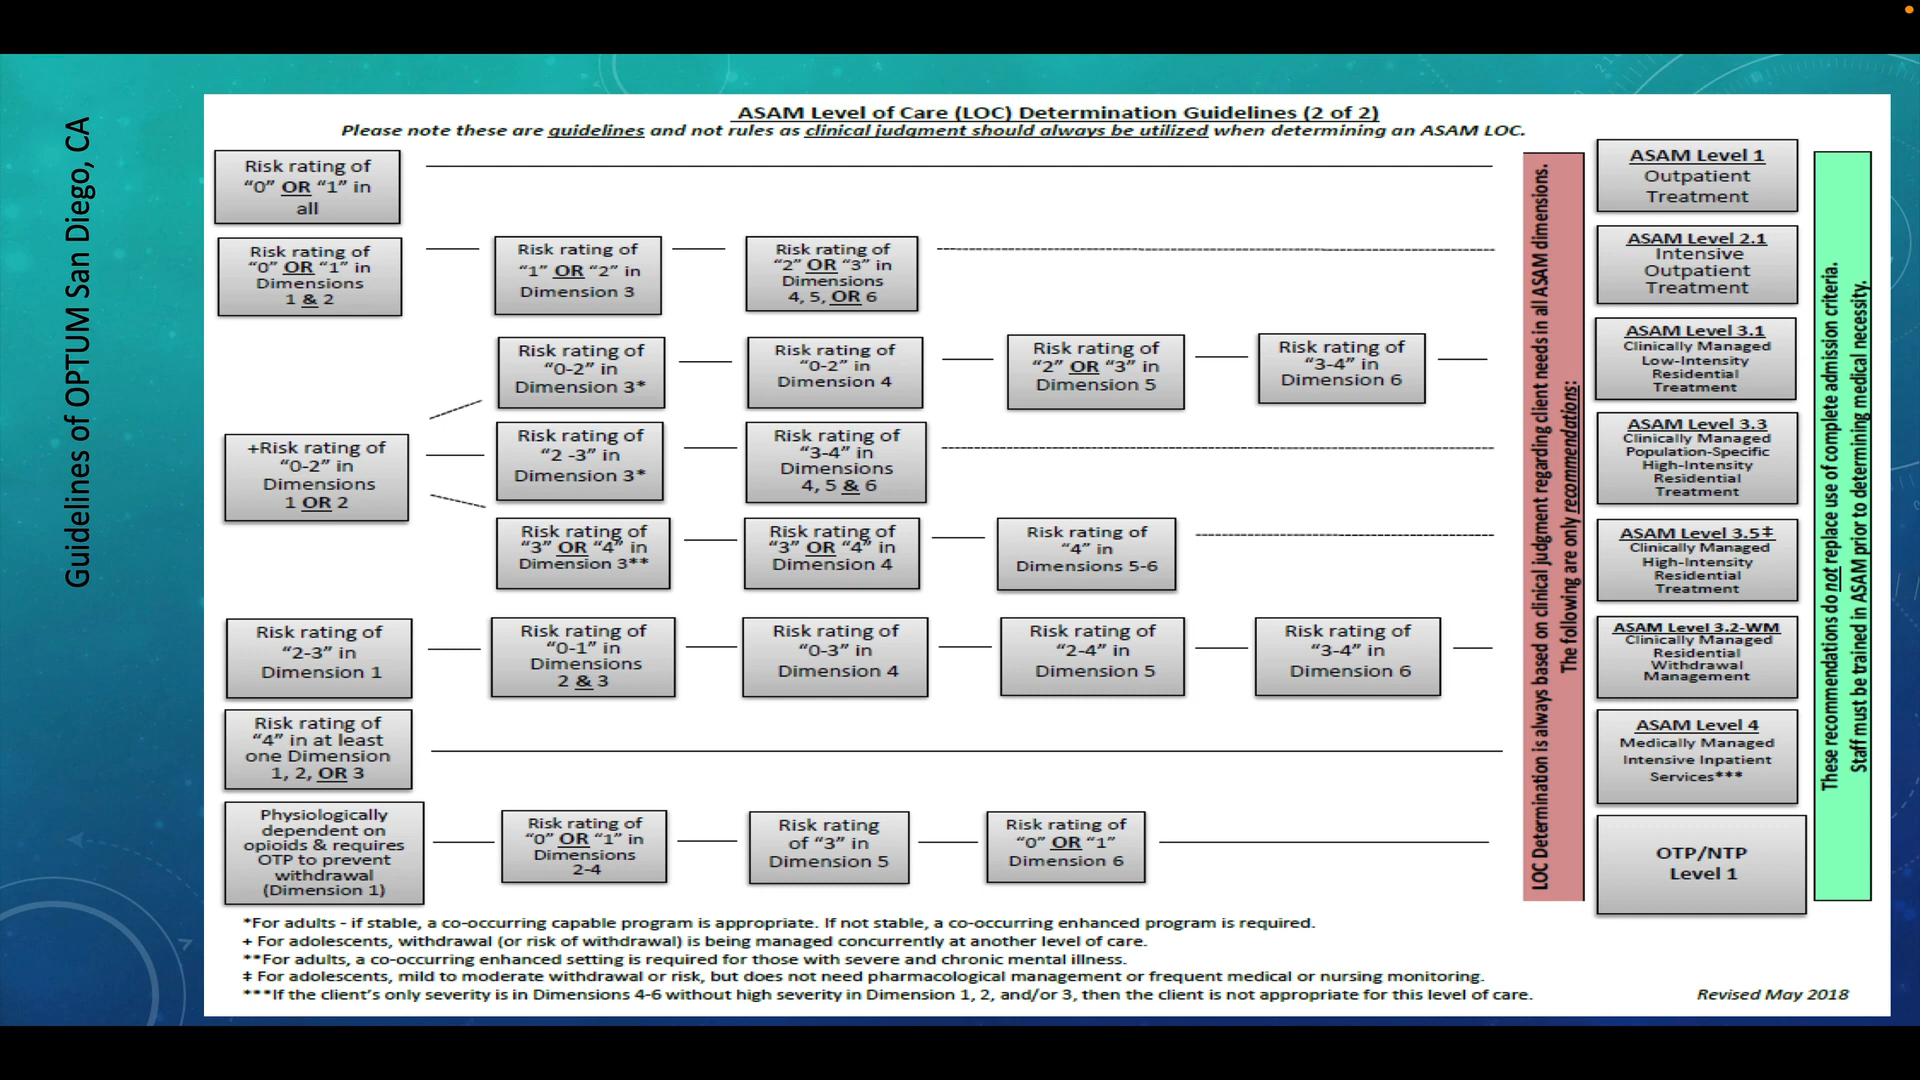 Guidelines of OPTUM San Diego, CA
ASAM Level of Care (LOC) Determination Guidelines (2 of 2)
Please note these are guidelines and not rules as clinical judgment should always be utilized when determining an ASAM LOC.
Risk rating of
“0” OR “1” in
all
ASAM Level 1
Outpatient
Treatment
Risk rating of
“0” OR “1” in
Dimensions
1 & 2
Risk rating of
“1” OR “2” in
Dimension 3
Risk rating of
“2” OR “3” in
Dimensions
4, 5, OR 6
ASAM Level 2.1
Intensive
Outpatient
Treatment
+Risk rating of
“0-2” in
Dimensions
1 OR 2
Risk rating of
“0-2” in
Dimension 3*
Risk rating of
“0-2” in
Dimension 4
Risk rating of
“2” OR “3” in
Dimension 5
Risk rating of
“3-4” in
Dimension 6
ASAM Level 3.1
Clinically Managed
Low-Intensity
Residential
Treatment
Risk rating of
“2 -3” in
Dimension 3*
Risk rating of
“3-4” in
Dimensions
4, 5 & 6
ASAM Level 3.3
Clinically Managed
Population-Specific
High-Intensity
Residential
Treatment
Risk rating of
“3” OR “4” in
Dimension 3**
Risk rating of
“3” OR “4” in
Dimension 4
Risk rating of
“4” in
Dimensions 5-6
ASAM Level 3.5‡
Clinically Managed
High-Intensity
Residential
Treatment
Risk rating of
“2-3” in
Dimension 1
Risk rating of
“0-1” in
Dimensions
2 & 3
Risk rating of
“0-3” in
Dimension 4
Risk rating of
“2-4” in
Dimension 5
Risk rating of
“3-4” in
Dimension 6
ASAM Level 3.2-WM
Clinically Managed
Residential
Withdrawal
Management
Risk rating of
“4” in at least
one Dimension
1, 2, OR 3
ASAM Level 4
Medically Managed
Intensive Inpatient
Services***
Physiologically
dependent on
opioids & requires
OTP to prevent
withdrawal
(Dimension 1)
Risk rating of
“0” OR “1” in
Dimensions
2-4
Risk rating
of “3” in
Dimension 5
Risk rating of
“0” OR “1”
Dimension 6
OTP/NTP
Level 1
LOC Determination is always based on clinical judgment regarding client needs in all ASAM dimensions.
The following are only recommendations:
These recommendations do not replace use of complete admission criteria.
Staff must be trained in ASAM prior to determining medical necessity.
*For adults - if stable, a co-occurring capable program is appropriate. If not stable, a co-occurring enhanced program is required.
+ For adolescents, withdrawal (or risk of withdrawal) is being managed concurrently at another level of care.
**For adults, a co-occurring enhanced setting is required for those with severe and chronic mental illness.
‡ For adolescents, mild to moderate withdrawal or risk, but does not need pharmacological management or frequent medical or nursing monitoring.
***If the client’s only severity is in Dimensions 4-6 without high severity in Dimension 1, 2, and/or 3, then the client is not appropriate for this level of care.
Revised May 2018